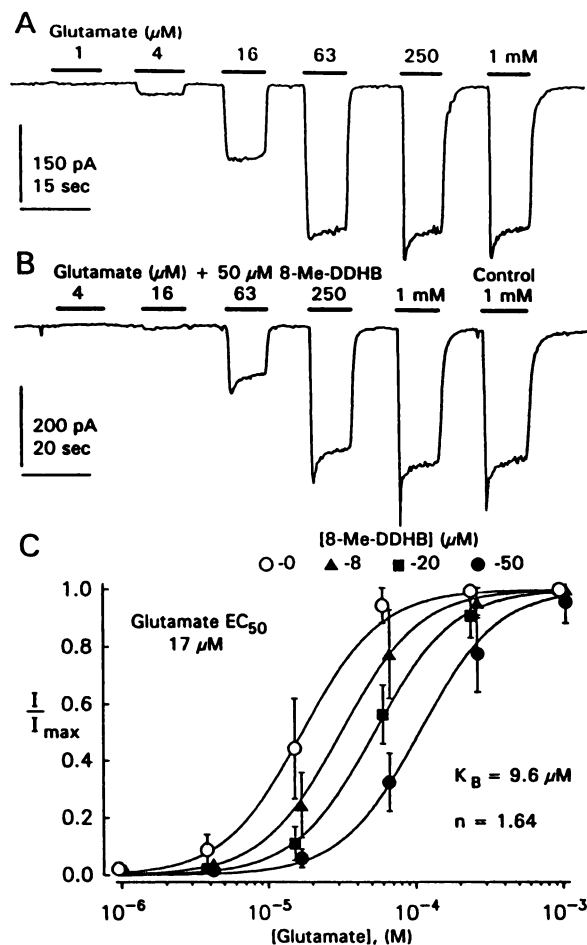 A
Glutamate (μM)
1 4 16 63 250 1 mM
150 pA
15 sec
B
Glutamate (μM) + 50 μM 8-Me-DDHB Control
4 16 63 250 1 mM 1 mM
200 pA
20 sec
C
[8-Me-DDHB] (μM)
-0 -8 -20 -50
1.0
Glutamate EC50
17 μM
0.8
I
Imax
0.6
0.4
KB = 9.6 μM
0.2
n = 1.64
0.0
10⁻⁶ 10⁻⁵ 10⁻⁴ 10⁻³
[Glutamate], (M)